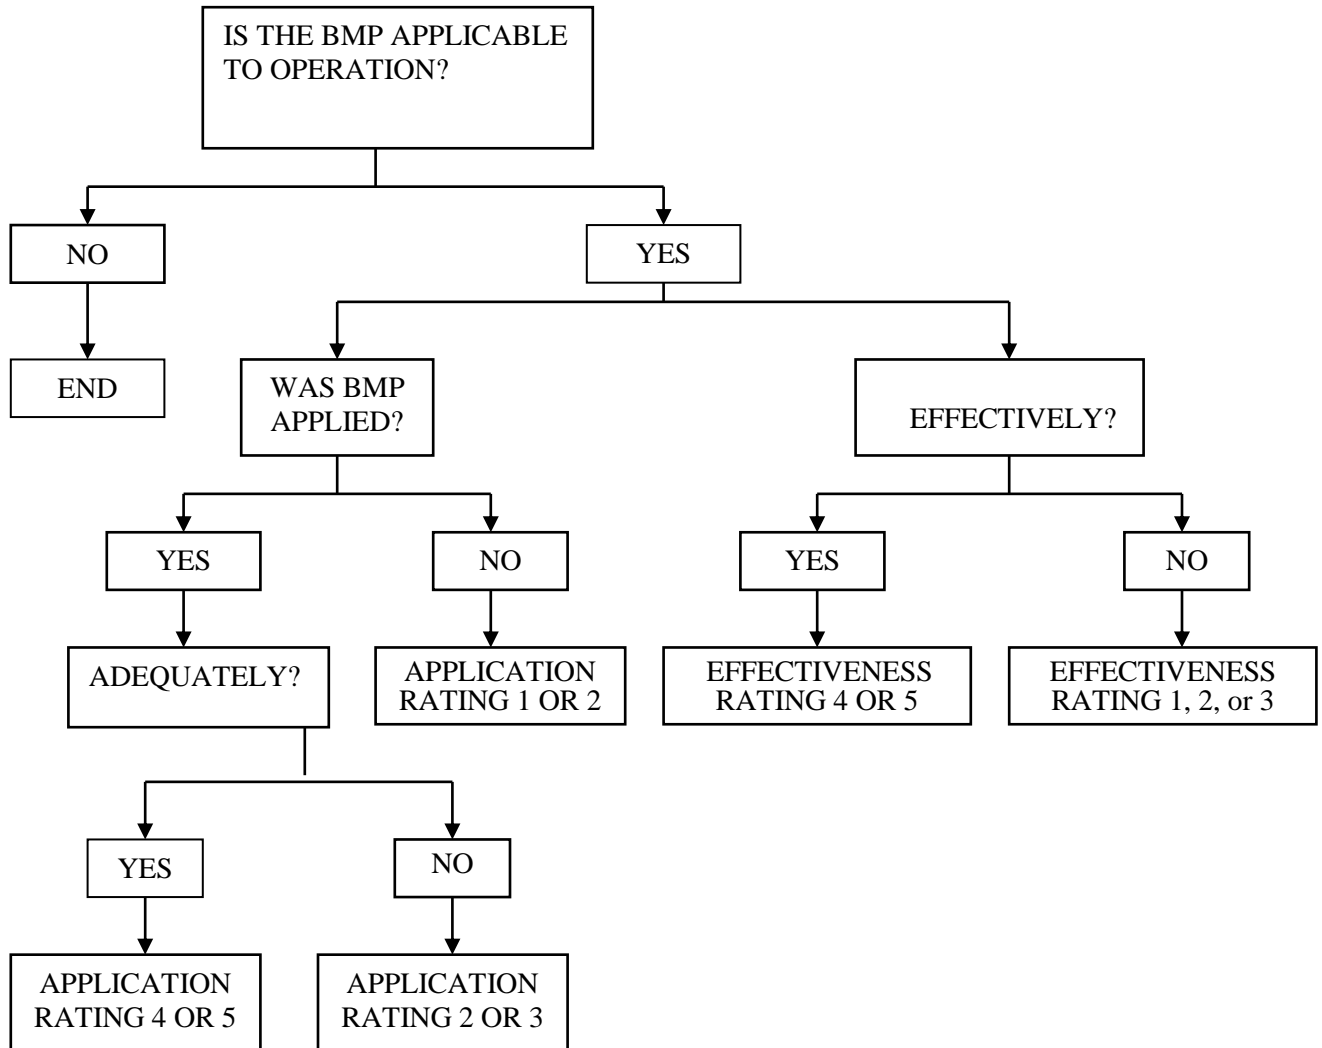 IS THE BMP APPLICABLE
TO OPERATION?
NO
YES
END
WAS BMP
APPLIED?
EFFECTIVELY?
YES
NO
YES
NO
ADEQUATELY?
APPLICATION
RATING 1 OR 2
EFFECTIVENESS
RATING 4 OR 5
EFFECTIVENESS
RATING 1, 2, or 3
YES
NO
APPLICATION
RATING 4 OR 5
APPLICATION
RATING 2 OR 3